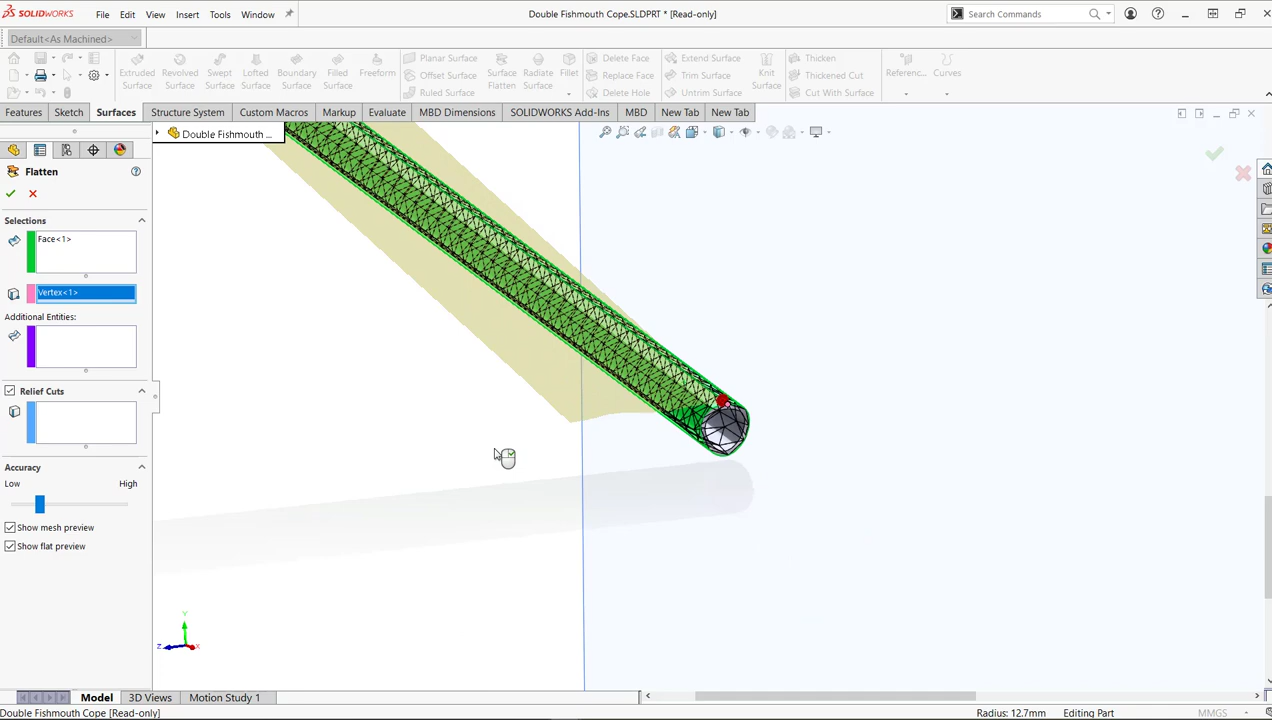 SOLIDWORKS
File Edit View Insert Tools Window
Double Fishmouth Cope.SLDPRT * [Read-only]
Search Commands
Default<As Machined>
Extruded Surface
Revolved Surface
Swept Surface
Lofted Surface
Boundary Surface
Filled Surface
Freeform
Planar Surface
Offset Surface
Ruled Surface
Surface Flatten
Radiate Surface
Fillet
Delete Face
Replace Face
Delete Hole
Extend Surface
Trim Surface
Untrim Surface
Knit Surface
Thicken
Thickened Cut
Cut With Surface
Referenc...
Curves
Features Sketch Surfaces Structure System Custom Macros Markup Evaluate MBD Dimensions SOLIDWORKS Add-Ins MBD New Tab New Tab
Double Fishmouth ...
Flatten
Selections
Face<1>
Vertex<1>
Additional Entities:
Relief Cuts
Accuracy
Low High
Show mesh preview
Show flat preview
Y
Z
X
Model 3D Views Motion Study 1
Double Fishmouth Cope [Read-only] Radius: 12.7mm Editing Part MMGS